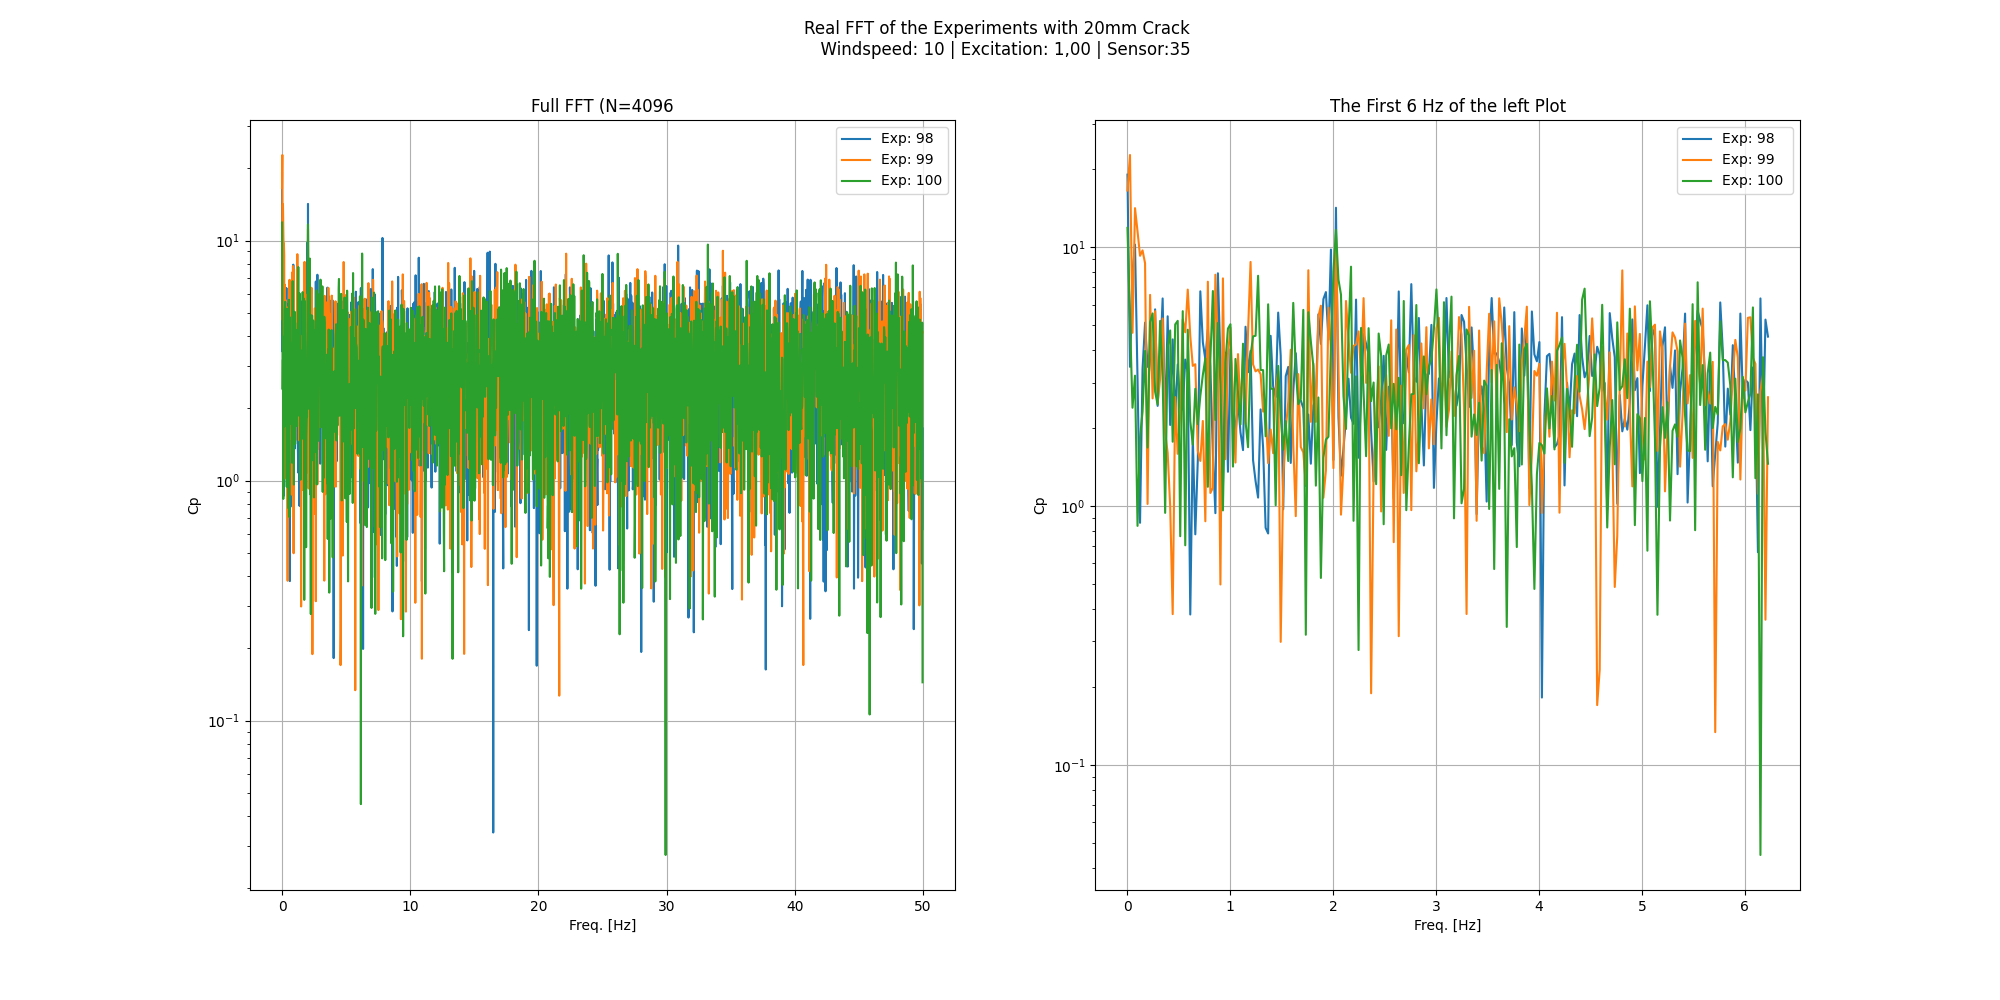 Real FFT of the Experiments with 20mm Crack
Windspeed: 10 | Excitation: 1,00 | Sensor:35
Full FFT (N=4096
Exp: 98
Exp: 99
Exp: 100
10¹
10⁰
10⁻¹
Cp
0 10 20 30 40 50
Freq. [Hz]
The First 6 Hz of the left Plot
Exp: 98
Exp: 99
Exp: 100
10¹
10⁰
10⁻¹
Cp
0 1 2 3 4 5 6
Freq. [Hz]